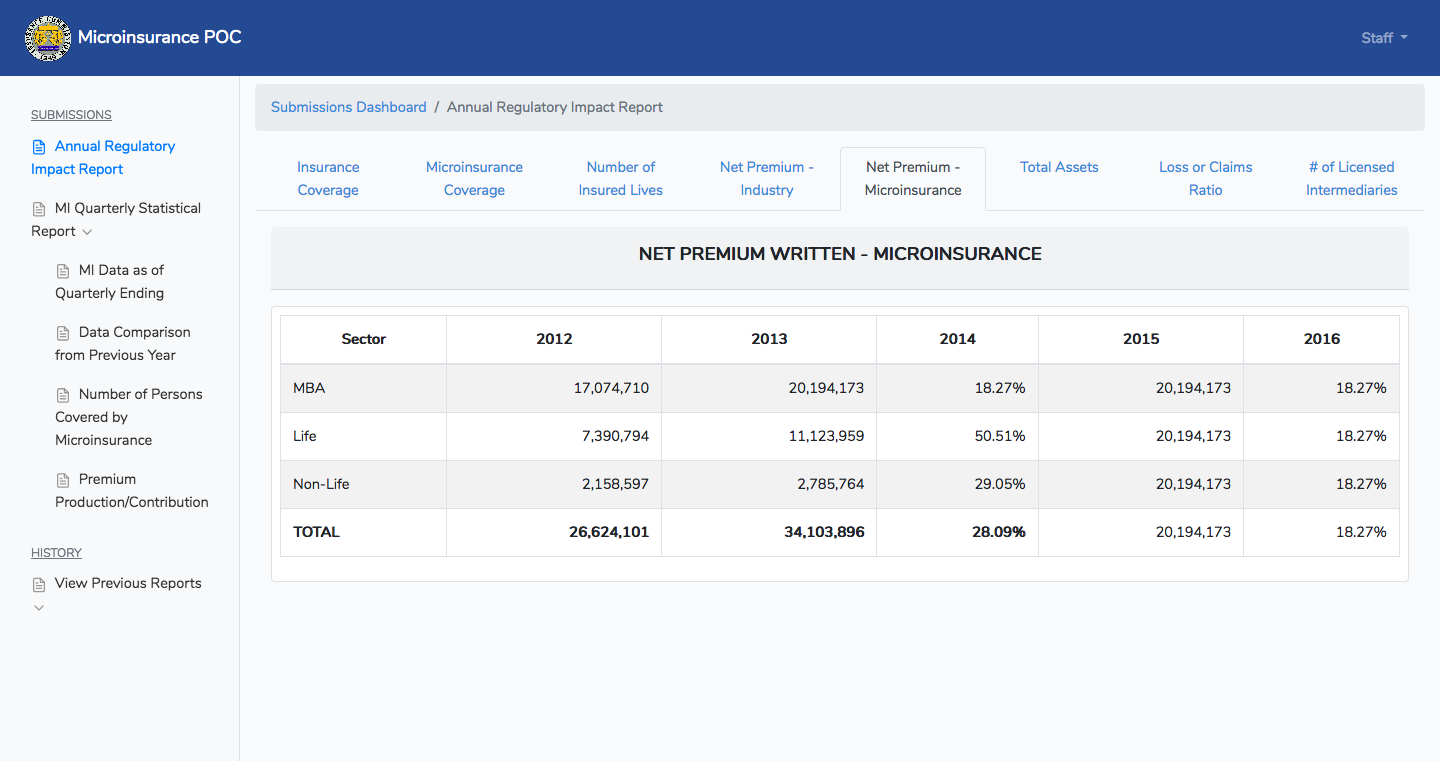 Microinsurance POC
Staff
SUBMISSIONS
Annual Regulatory
Impact Report
MI Quarterly Statistical
Report
MI Data as of
Quarterly Ending
Data Comparison
from Previous Year
Number of Persons
Covered by
Microinsurance
Premium
Production/Contribution
HISTORY
View Previous Reports
Submissions Dashboard / Annual Regulatory Impact Report
Insurance
Coverage
Microinsurance
Coverage
Number of
Insured Lives
Net Premium -
Industry
Net Premium -
Microinsurance
Total Assets
Loss or Claims
Ratio
# of Licensed
Intermediaries
NET PREMIUM WRITTEN - MICROINSURANCE
Sector 2012 2013 2014 2015 2016
MBA 17,074,710 20,194,173 18.27% 20,194,173 18.27%
Life 7,390,794 11,123,959 50.51% 20,194,173 18.27%
Non-Life 2,158,597 2,785,764 29.05% 20,194,173 18.27%
TOTAL 26,624,101 34,103,896 28.09% 20,194,173 18.27%